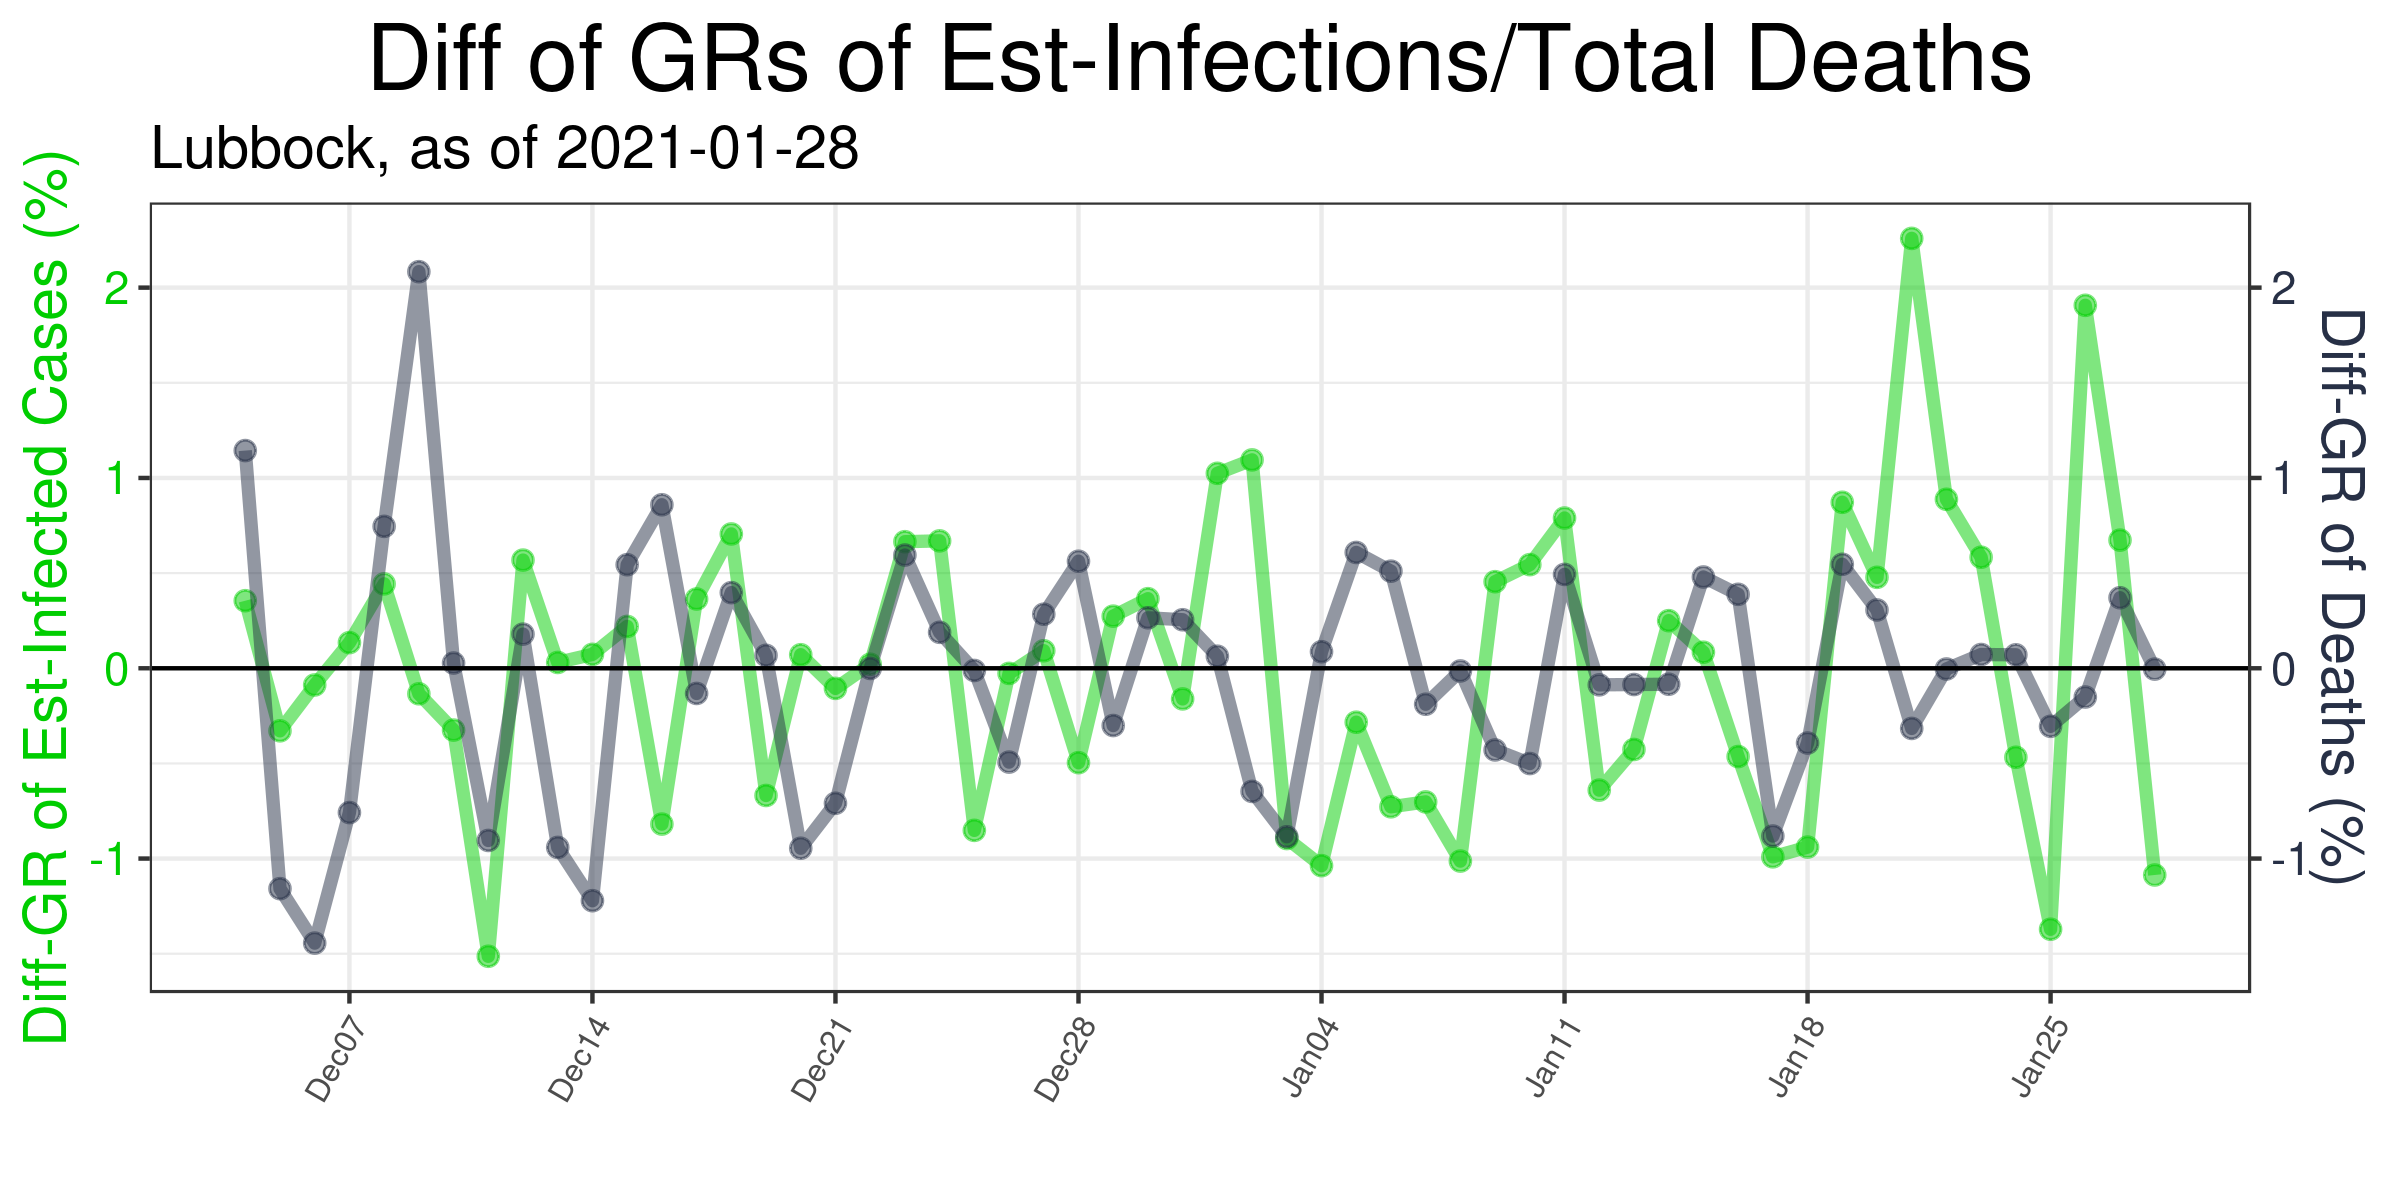 Diff of GRs of Est-Infections/Total Deaths
Lubbock, as of 2021-01-28
Diff-GR of Est-Infected Cases (%)
2
1
0
-1
2
1
0
-1
Diff-GR of Deaths (%)
Dec07
Dec14
Dec21
Dec28
Jan04
Jan11
Jan18
Jan25